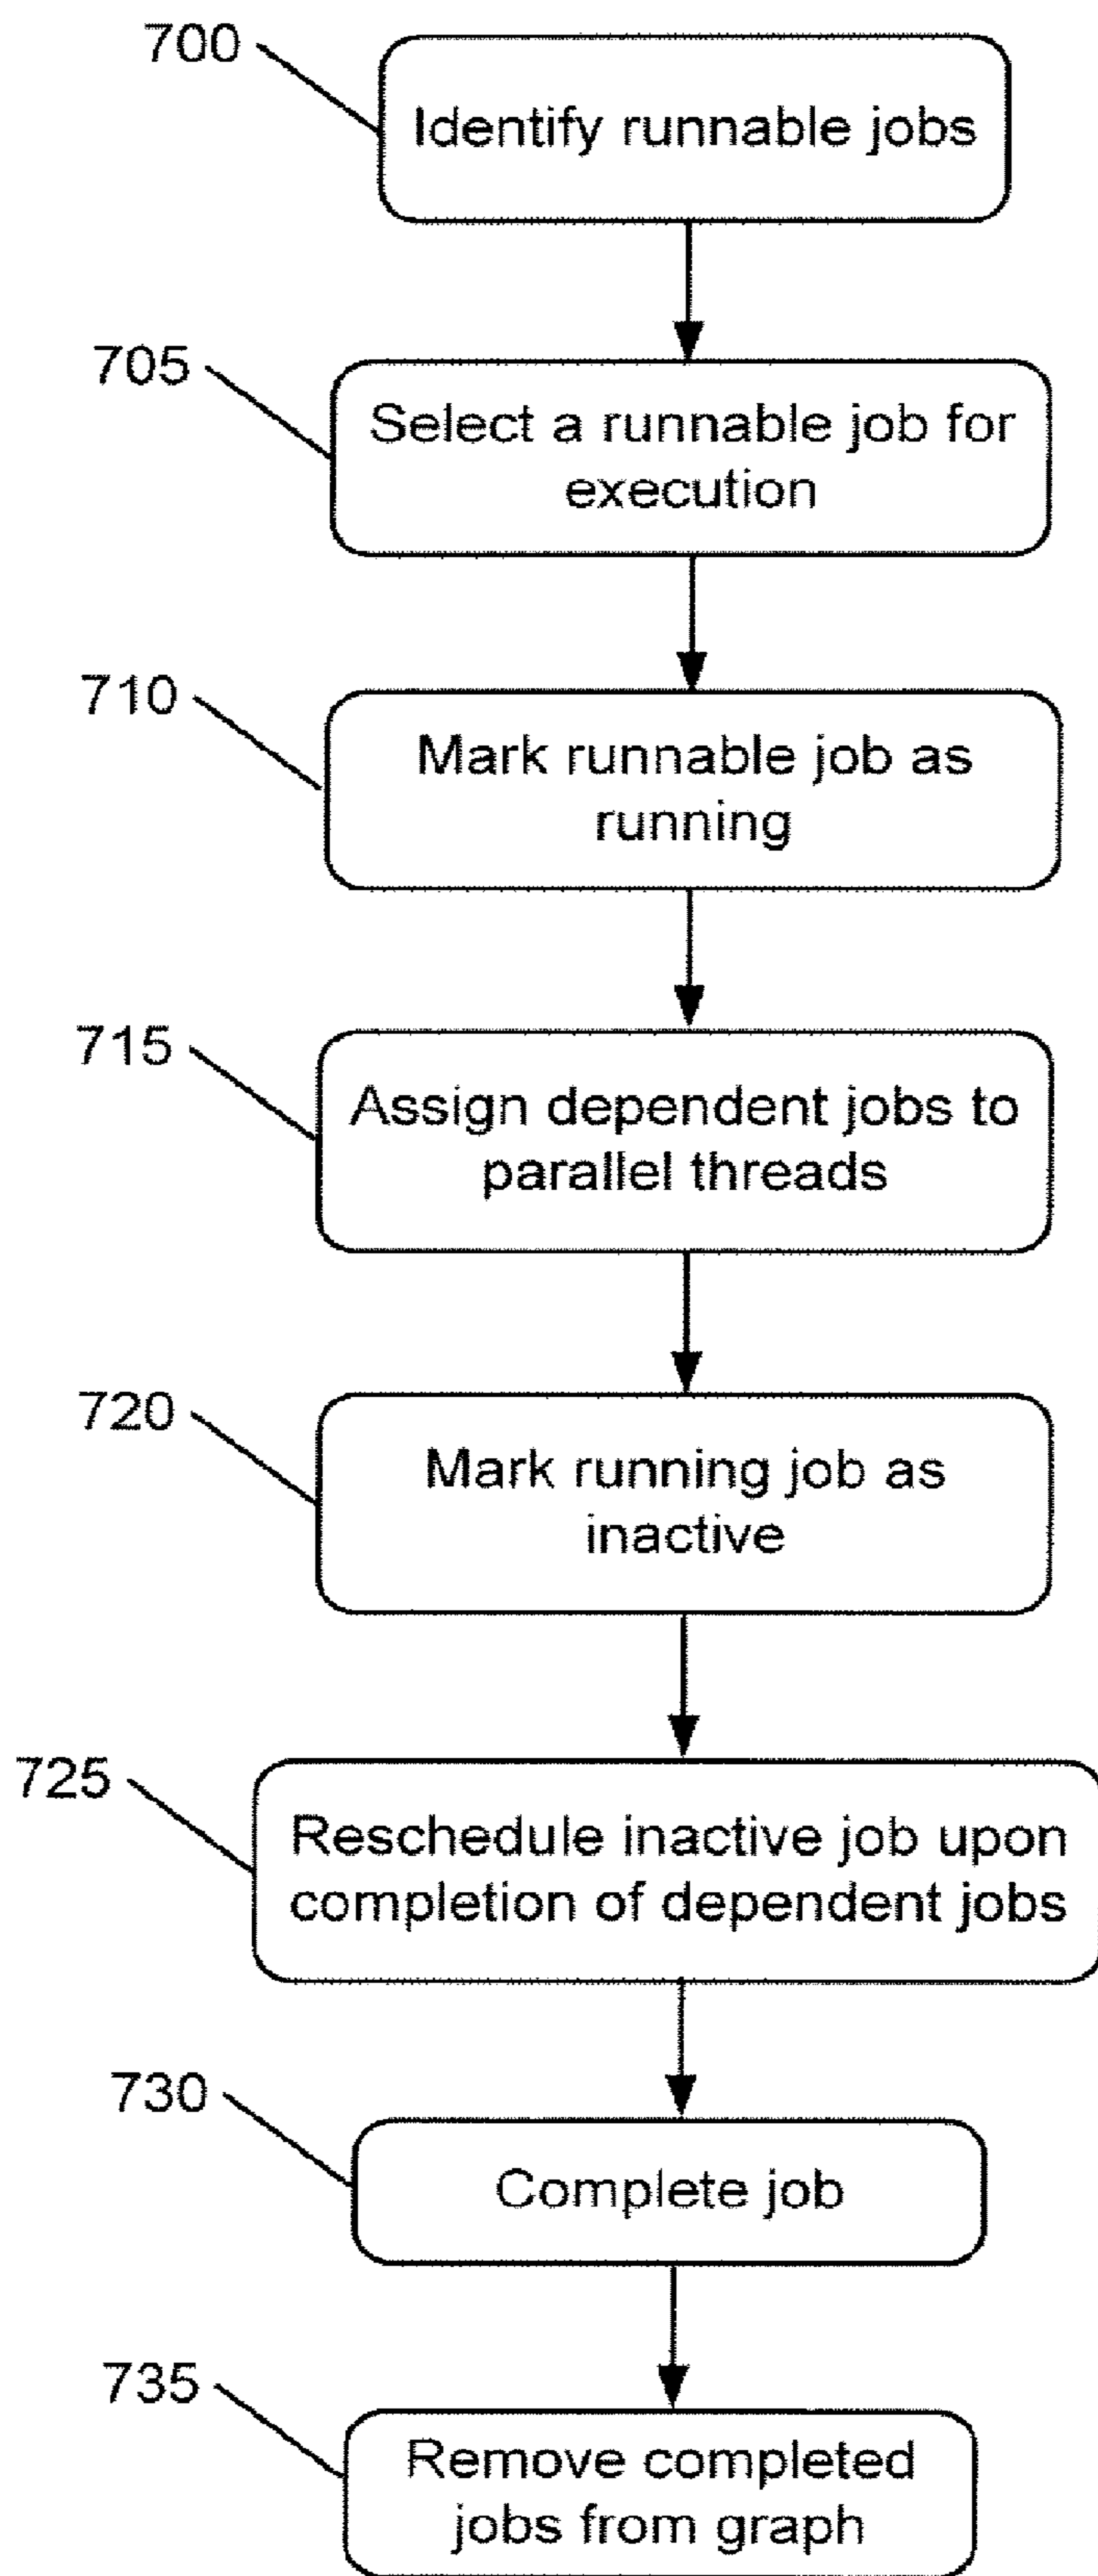 700
Identify runnable jobs
705
Select a runnable job for
execution
710
Mark runnable job as
running
715
Assign dependent jobs to
parallel threads
720
Mark running job as
inactive
725
Reschedule inactive job upon
completion of dependent jobs
730
Complete job
735
Remove completed
jobs from graph